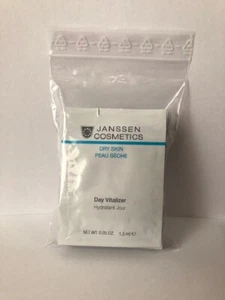 JANSSEN
COSMETICS
DRY SKIN
PEAU SÈCHE
Day Vitalizer
Hydratant Jour
NET WT. 0.05 OZ 1,5 ml ℮